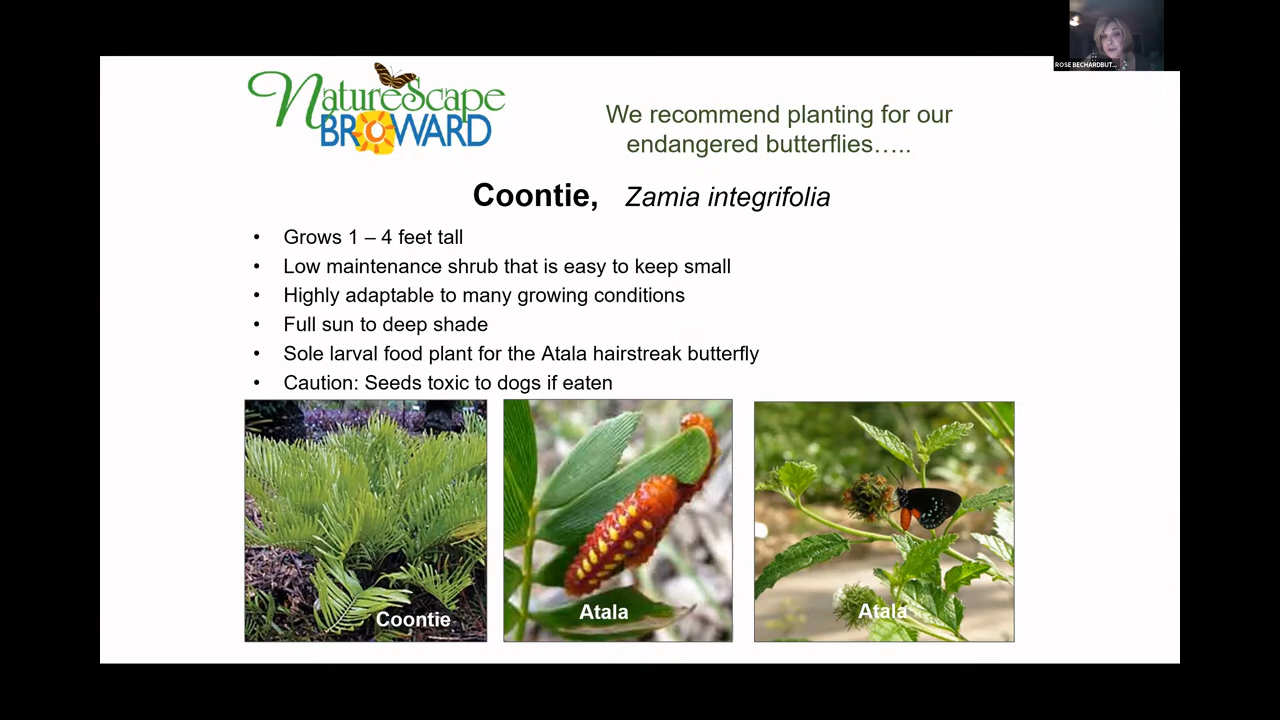 ROSE BECHARDBUT...
NatureScape
BROWARD
We recommend planting for our
endangered butterflies…..
Coontie, Zamia integrifolia
• Grows 1 – 4 feet tall
• Low maintenance shrub that is easy to keep small
• Highly adaptable to many growing conditions
• Full sun to deep shade
• Sole larval food plant for the Atala hairstreak butterfly
• Caution: Seeds toxic to dogs if eaten
Coontie
Atala
Atala